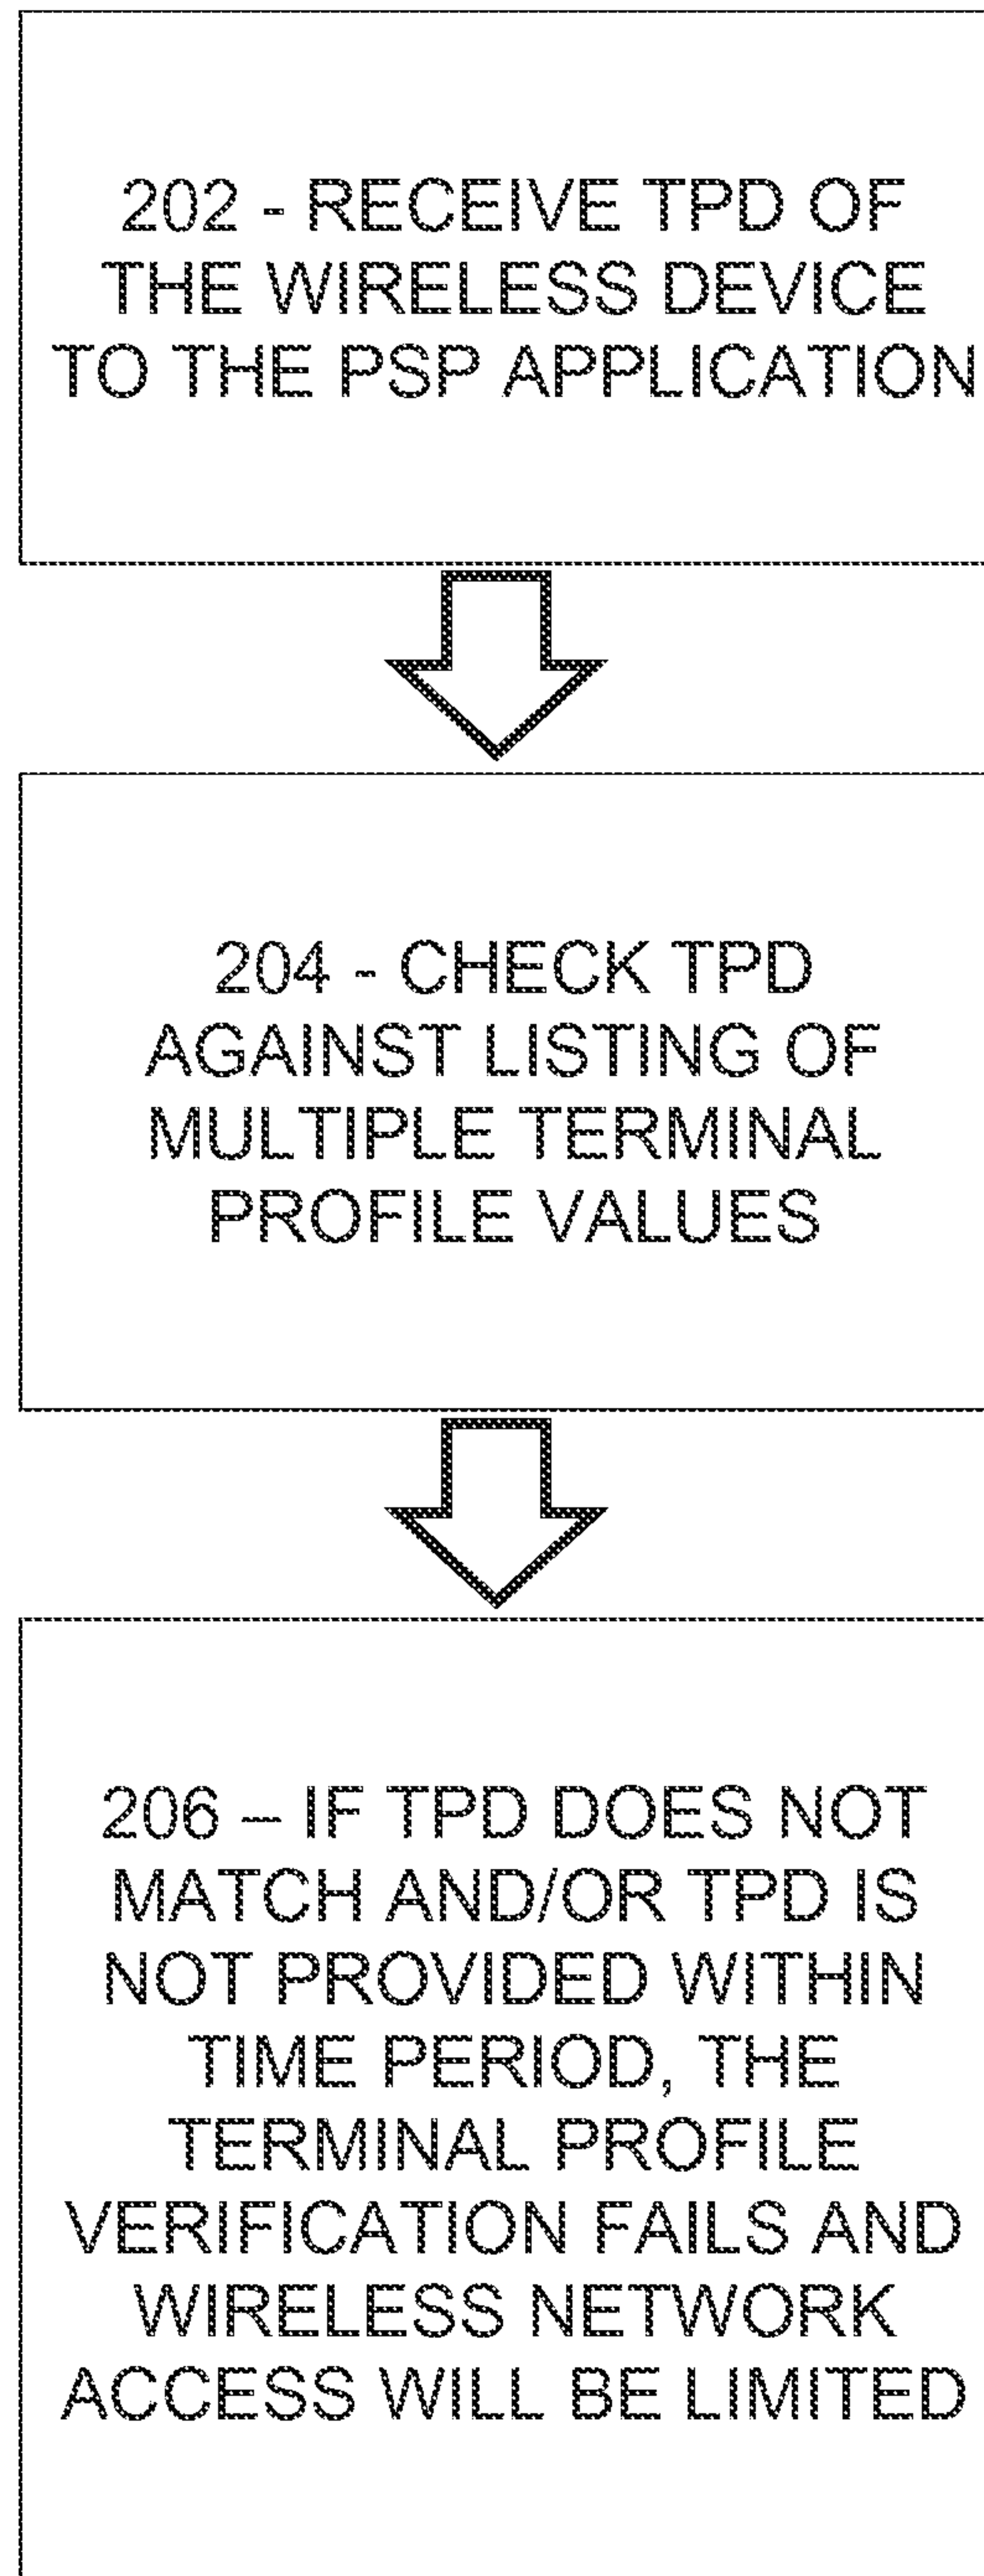 202 - RECEIVE TPD OF
THE WIRELESS DEVICE
TO THE PSP APPLICATION
204 - CHECK TPD
AGAINST LISTING OF
MULTIPLE TERMINAL
PROFILE VALUES
206 – IF TPD DOES NOT
MATCH AND/OR TPD IS
NOT PROVIDED WITHIN
TIME PERIOD, THE
TERMINAL PROFILE
VERIFICATION FAILS AND
WIRELESS NETWORK
ACCESS WILL BE LIMITED